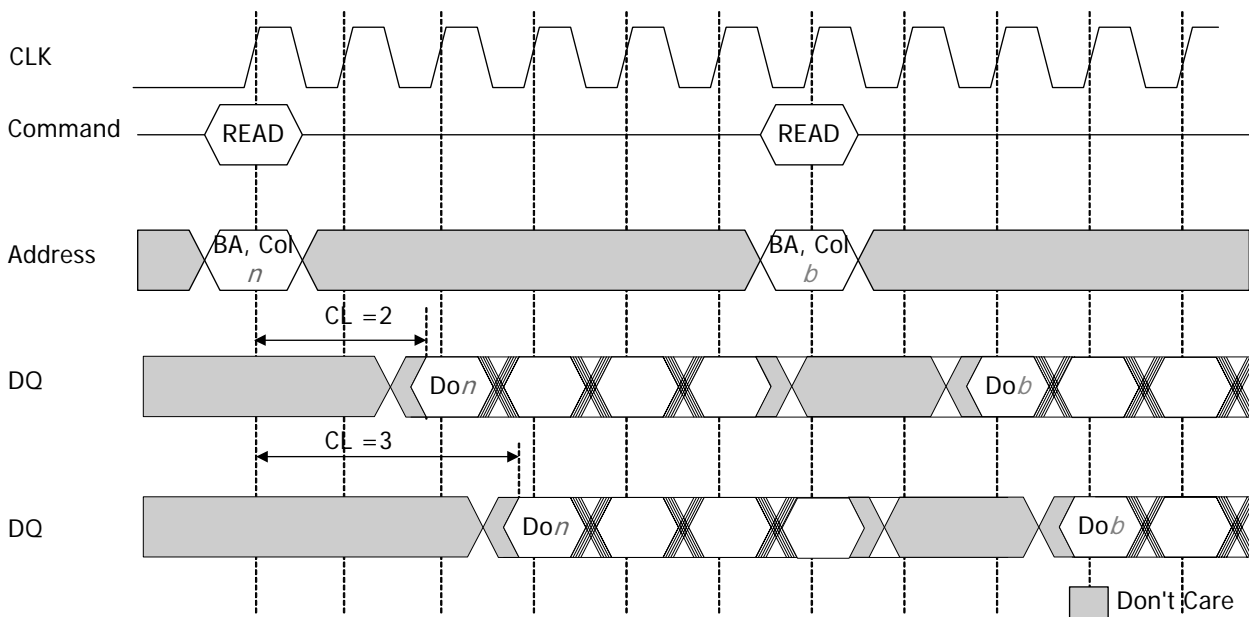 CLK
Command
READ
READ
Address
BA, Col
n
BA, Col
b
CL =2
DQ
Don
Dob
CL =3
DQ
Don
Dob
Don't Care